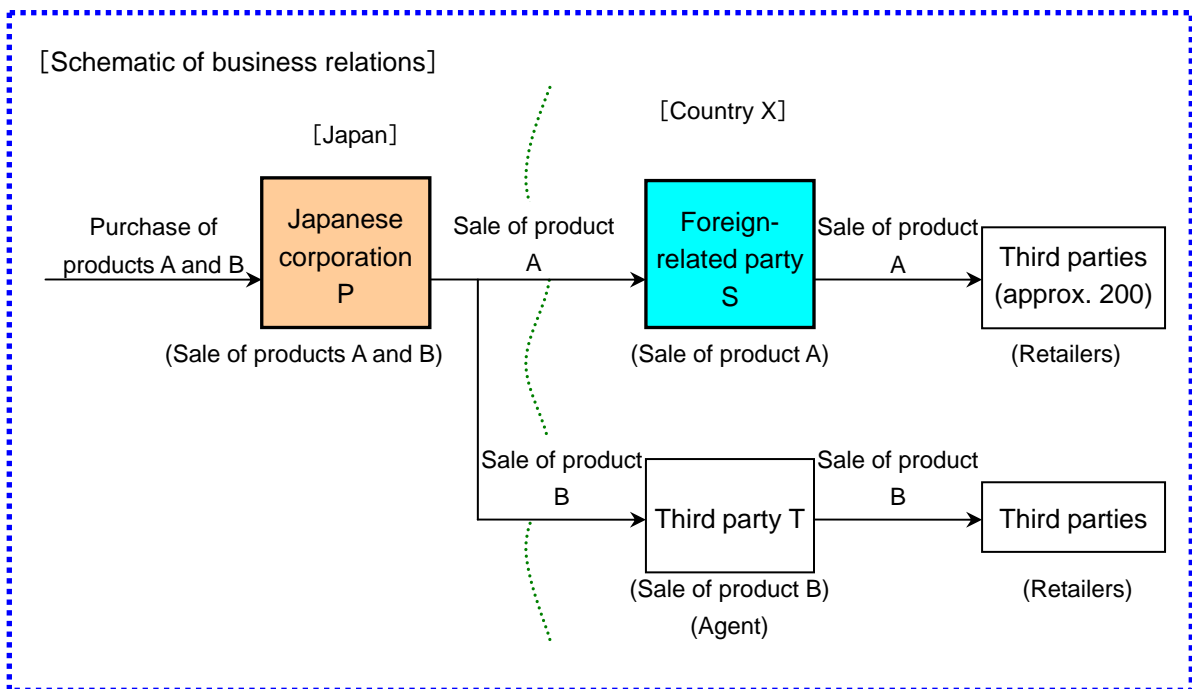 ［Schematic of business relations］
［Japan］
［Country X］
Purchase of
products A and B
Japanese
corporation
P
(Sale of products A and B)
Sale of product
A
Foreign-
related party
S
(Sale of product A)
Sale of product
A
Third parties
(approx. 200)
(Retailers)
Sale of product
B
Third party T
(Sale of product B)
(Agent)
Sale of product
B
Third parties
(Retailers)